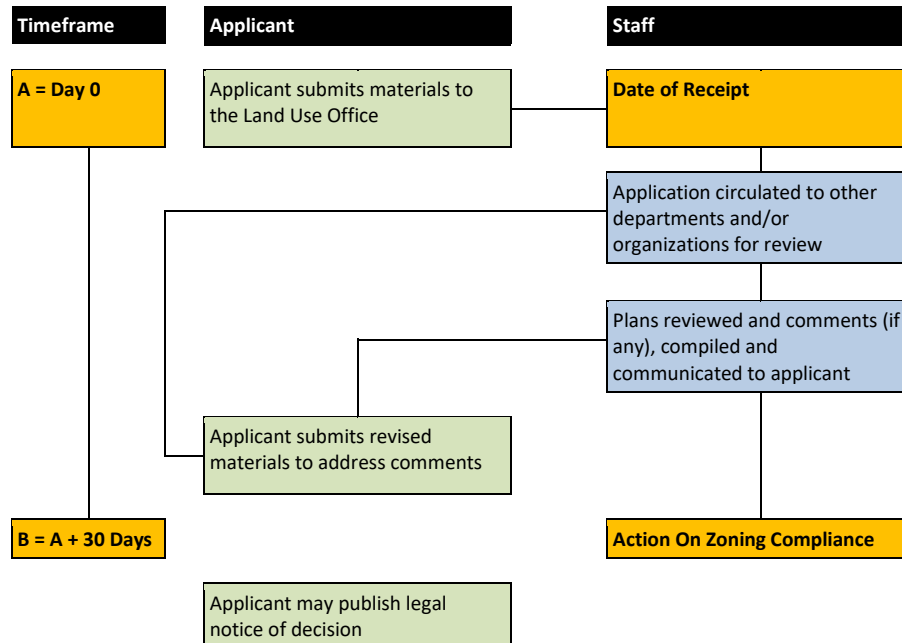 Timeframe
Applicant
Staff
A = Day 0
Applicant submits materials to
the Land Use Office
Date of Receipt
Application circulated to other
departments and/or
organizations for review
Plans reviewed and comments (if
any), compiled and
communicated to applicant
Applicant submits revised
materials to address comments
B = A + 30 Days
Action On Zoning Compliance
Applicant may publish legal
notice of decision